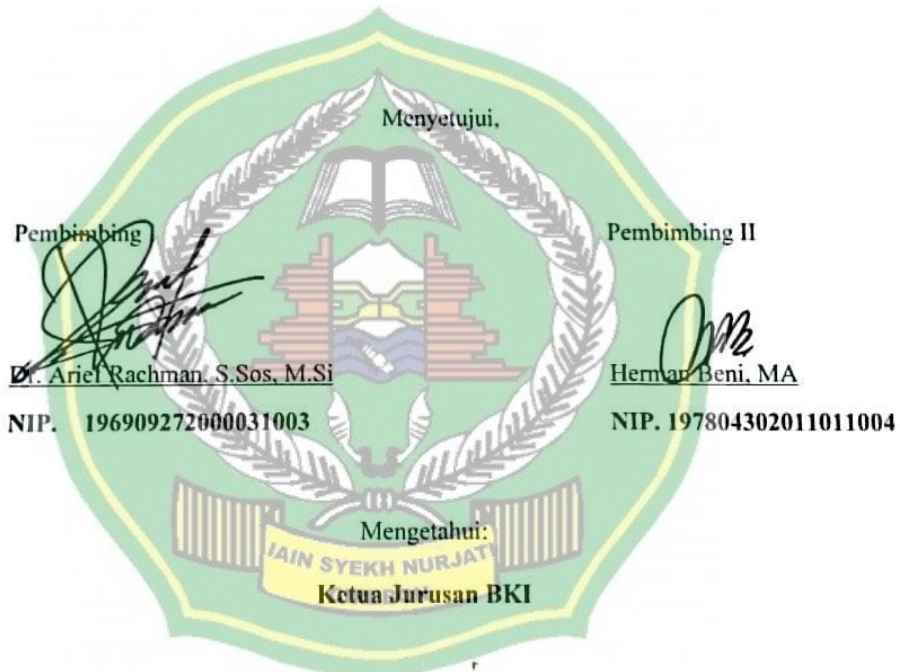 Menyetujui,
Pembimbing
Pembimbing II
Dr. Arief Rachman, S.Sos, M.Si
Herman Beni, MA
NIP. 196909272000031003
NIP. 197804302011011004
Mengetahui:
IAIN SYEKH NURJATI
Ketua Jurusan BKI